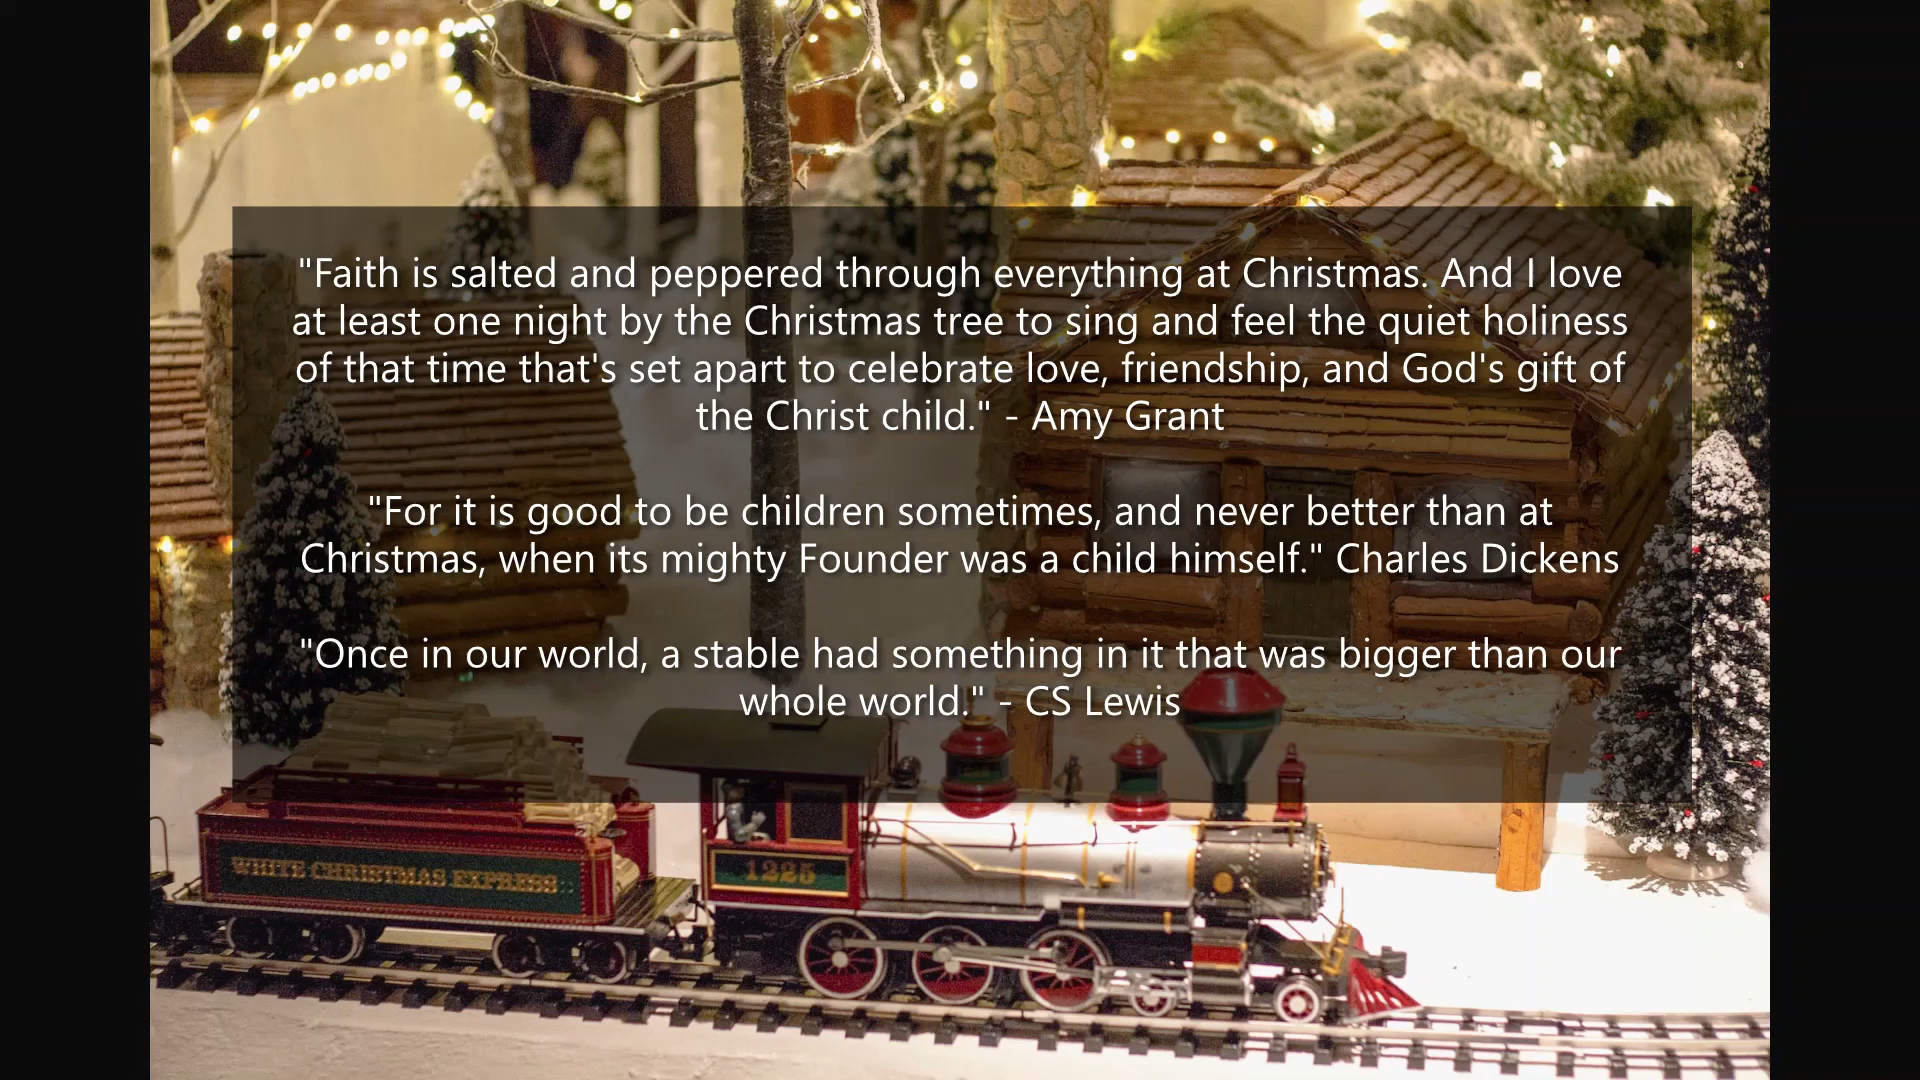 "Faith is salted and peppered through everything at Christmas. And I love
at least one night by the Christmas tree to sing and feel the quiet holiness
of that time that's set apart to celebrate love, friendship, and God's gift of
the Christ child." - Amy Grant
"For it is good to be children sometimes, and never better than at
Christmas, when its mighty Founder was a child himself." Charles Dickens
"Once in our world, a stable had something in it that was bigger than our
whole world." - CS Lewis
WHITE CHRISTMAS EXPRESS
1225